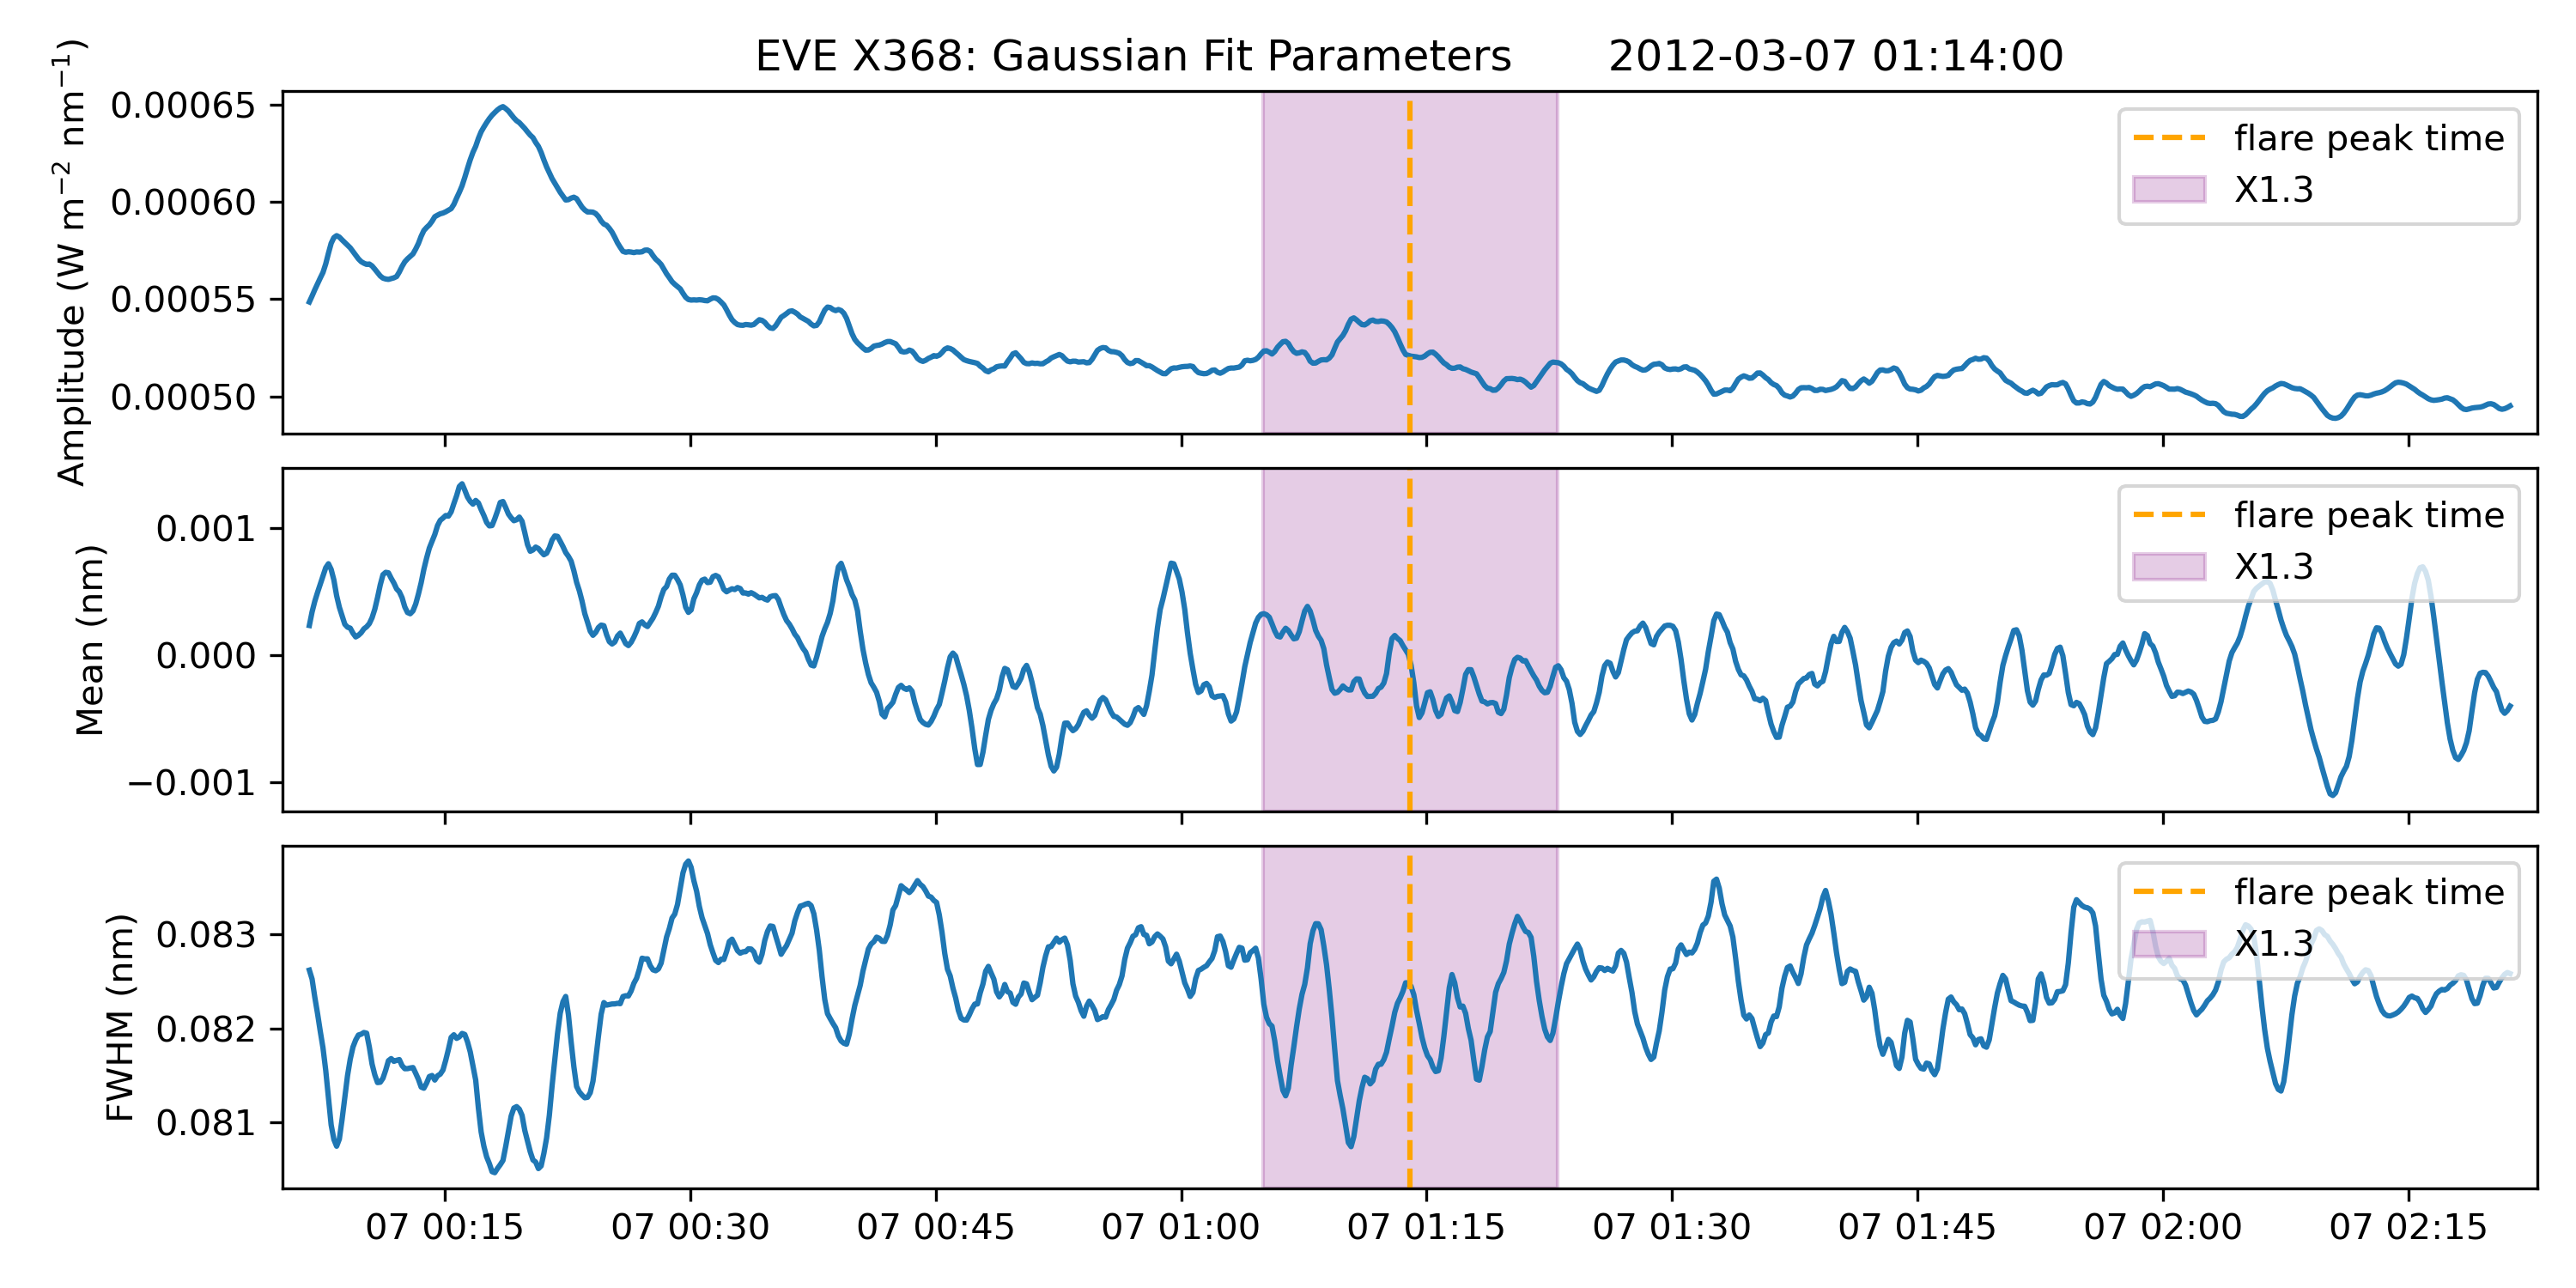 EVE X368: Gaussian Fit Parameters 2012-03-07 01:14:00
Amplitude (W m⁻² nm⁻¹)
0.00065
0.00060
0.00055
0.00050
flare peak time
X1.3
Mean (nm)
0.001
0.000
−0.001
flare peak time
X1.3
FWHM (nm)
0.083
0.082
0.081
flare peak time
X1.3
07 00:15 07 00:30 07 00:45 07 01:00 07 01:15 07 01:30 07 01:45 07 02:00 07 02:15